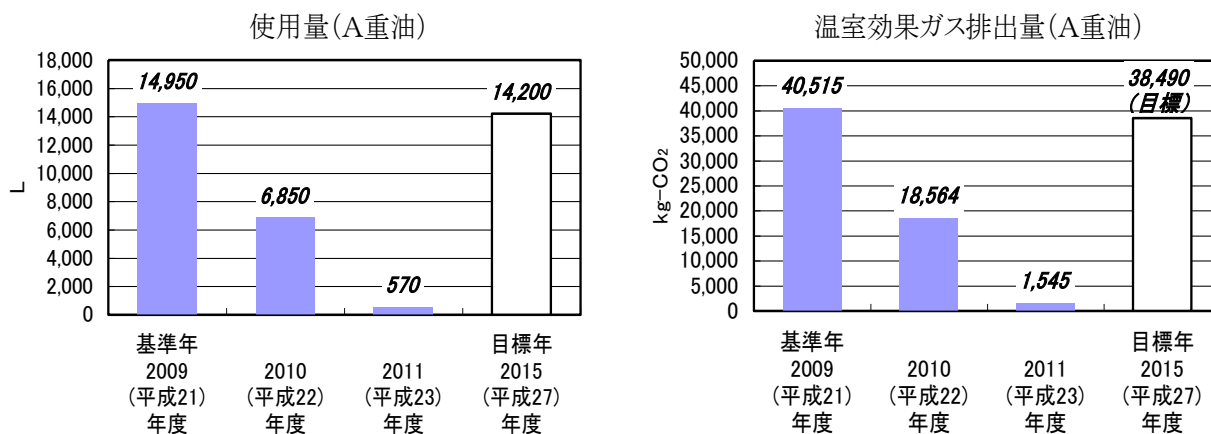 使用量(A重油)
18,000
16,000
14,000
12,000
10,000
8,000
6,000
4,000
2,000
0
L
14,950
6,850
570
14,200
基準年
2009
(平成21)
年度
2010
(平成22)
年度
2011
(平成23)
年度
目標年
2015
(平成27)
年度
温室効果ガス排出量(A重油)
50,000
45,000
40,000
35,000
30,000
25,000
20,000
15,000
10,000
5,000
0
kg-CO₂
40,515
18,564
1,545
38,490
(目標)
基準年
2009
(平成21)
年度
2010
(平成22)
年度
2011
(平成23)
年度
目標年
2015
(平成27)
年度